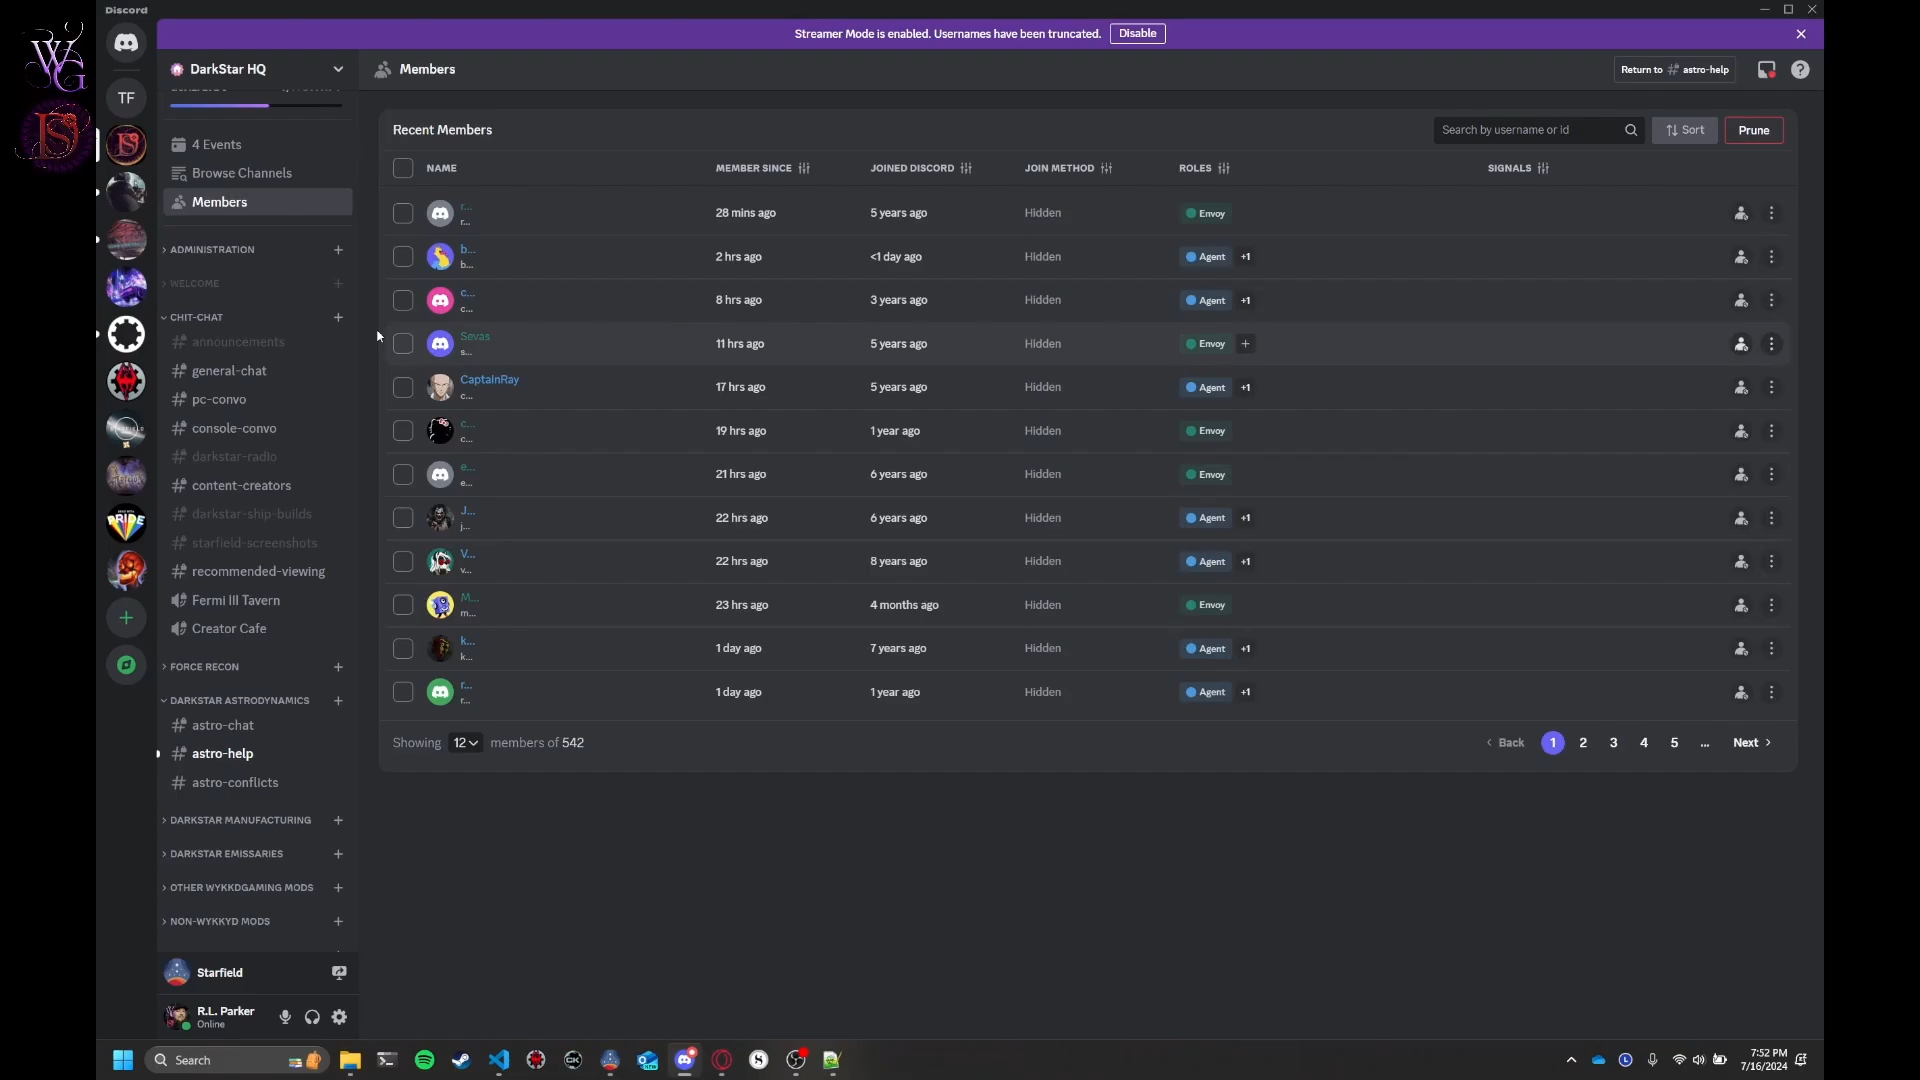 Discord
Streamer Mode is enabled. Usernames have been truncated. Disable
DarkStar HQ
Members
Return to astro-help
TF
4 Events
Browse Channels
Members
ADMINISTRATION
WELCOME
CHIT-CHAT
announcements
general-chat
pc-convo
console-convo
darkstar-radio
content-creators
darkstar-ship-builds
starfield-screenshots
recommended-viewing
Fermi III Tavern
Creator Cafe
FORCE RECON
DARKSTAR ASTRODYNAMICS
astro-chat
astro-help
astro-conflicts
DARKSTAR MANUFACTURING
DARKSTAR EMISSARIES
OTHER WYKKDGAMING MODS
NON-WYKKYD MODS
Starfield
R.L. Parker
Online
Recent Members
Search by username or id
Sort
Prune
NAME MEMBER SINCE JOINED DISCORD JOIN METHOD ROLES SIGNALS
r... 28 mins ago 5 years ago Hidden Envoy
r...
b... 2 hrs ago <1 day ago Hidden Agent +1
b...
c... 8 hrs ago 3 years ago Hidden Agent +1
c...
Sevas 11 hrs ago 5 years ago Hidden Envoy +
s...
CaptainRay 17 hrs ago 5 years ago Hidden Agent +1
c...
c... 19 hrs ago 1 year ago Hidden Envoy
c...
e... 21 hrs ago 6 years ago Hidden Envoy
e...
J... 22 hrs ago 6 years ago Hidden Agent +1
j...
V... 22 hrs ago 8 years ago Hidden Agent +1
v...
M... 23 hrs ago 4 months ago Hidden Envoy
m...
k... 1 day ago 7 years ago Hidden Agent +1
k...
r... 1 day ago 1 year ago Hidden Agent +1
r...
Showing 12 members of 542
Back 1 2 3 4 5 ... Next
Search
7:52 PM
7/16/2024